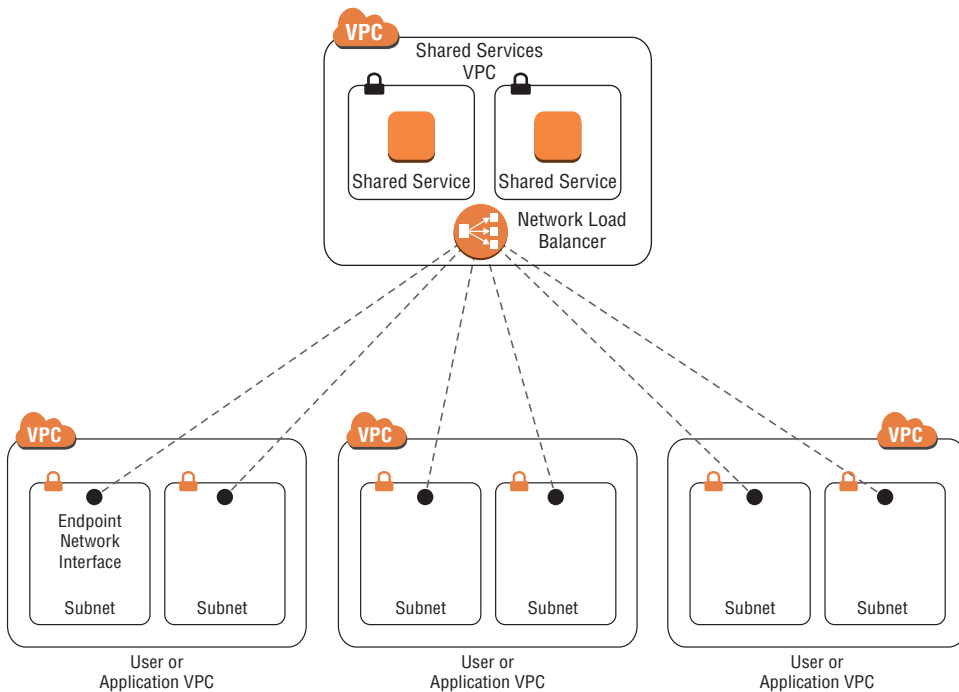 VPC
Shared Services
VPC
Shared Service
Shared Service
Network Load
Balancer
VPC
VPC
VPC
Endpoint
Network
Interface
Subnet
Subnet
Subnet
Subnet
Subnet
Subnet
User or
Application VPC
User or
Application VPC
User or
Application VPC